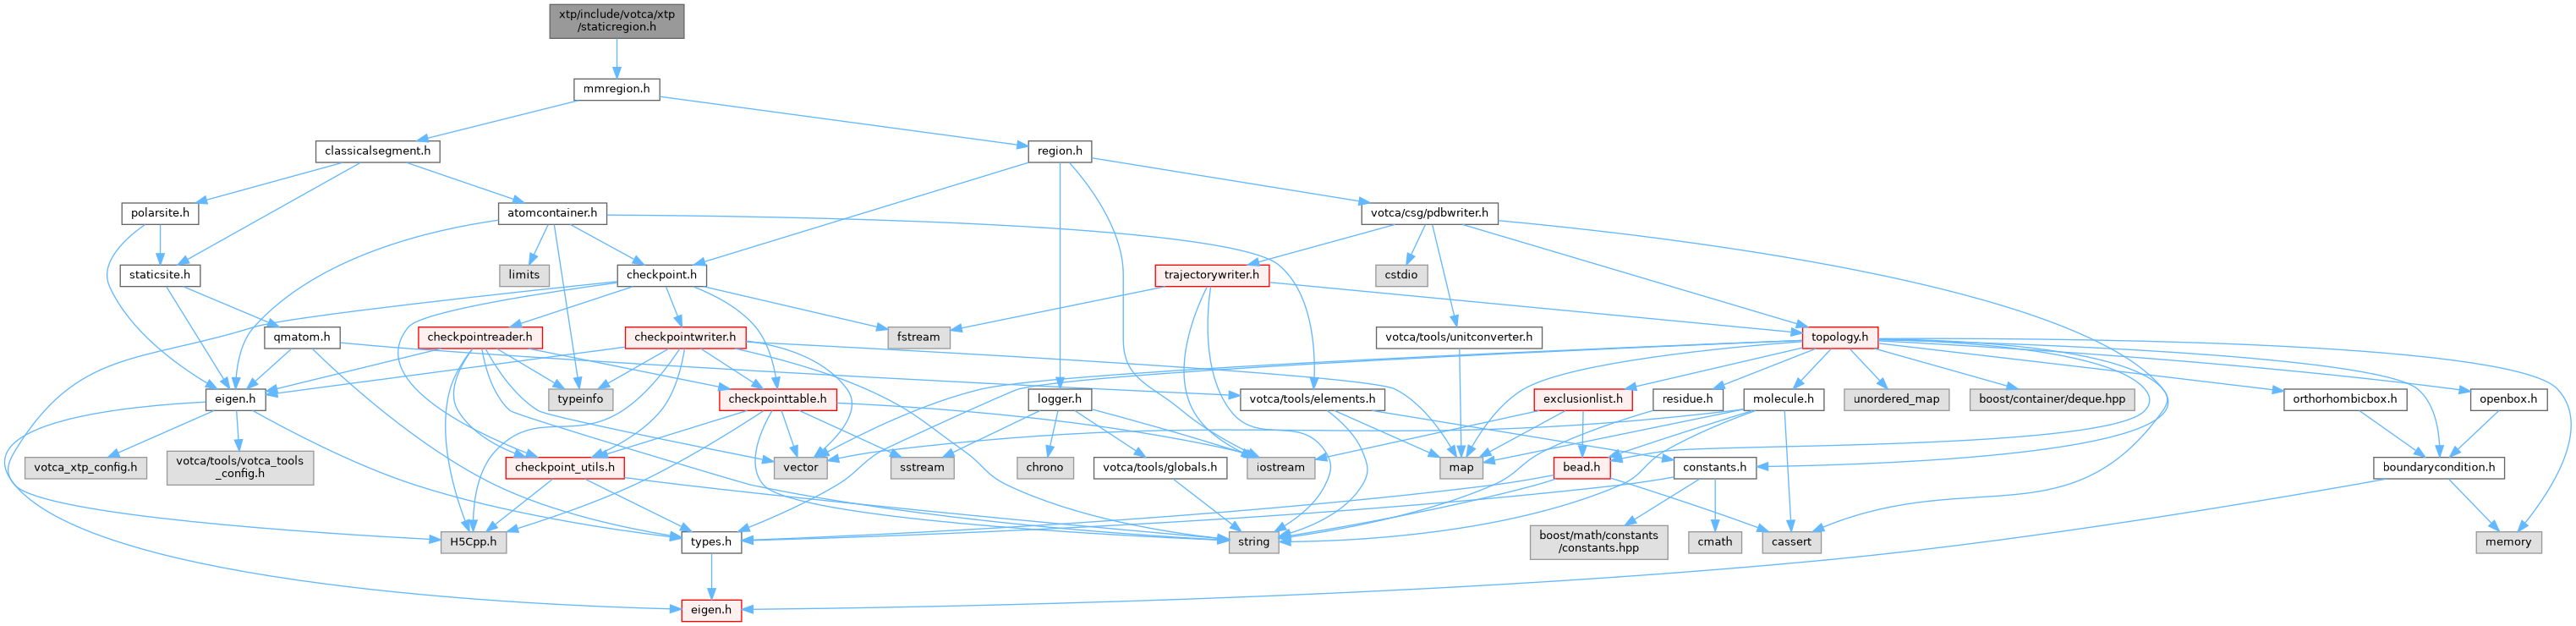 xtp/include/votca/xtp
/staticregion.h
mmregion.h
classicalsegment.h
region.h
polarsite.h
atomcontainer.h
votca/csg/pdbwriter.h
staticsite.h
limits
checkpoint.h
trajectorywriter.h
cstdio
qmatom.h
checkpointreader.h
checkpointwriter.h
fstream
votca/tools/unitconverter.h
topology.h
eigen.h
typeinfo
checkpointtable.h
logger.h
votca/tools/elements.h
exclusionlist.h
residue.h
molecule.h
unordered_map
boost/container/deque.hpp
orthorhombicbox.h
openbox.h
votca_xtp_config.h
votca/tools/votca_tools
_config.h
checkpoint_utils.h
vector
sstream
chrono
votca/tools/globals.h
iostream
map
bead.h
constants.h
boundarycondition.h
H5Cpp.h
types.h
string
boost/math/constants
/constants.hpp
cmath
cassert
memory
eigen.h